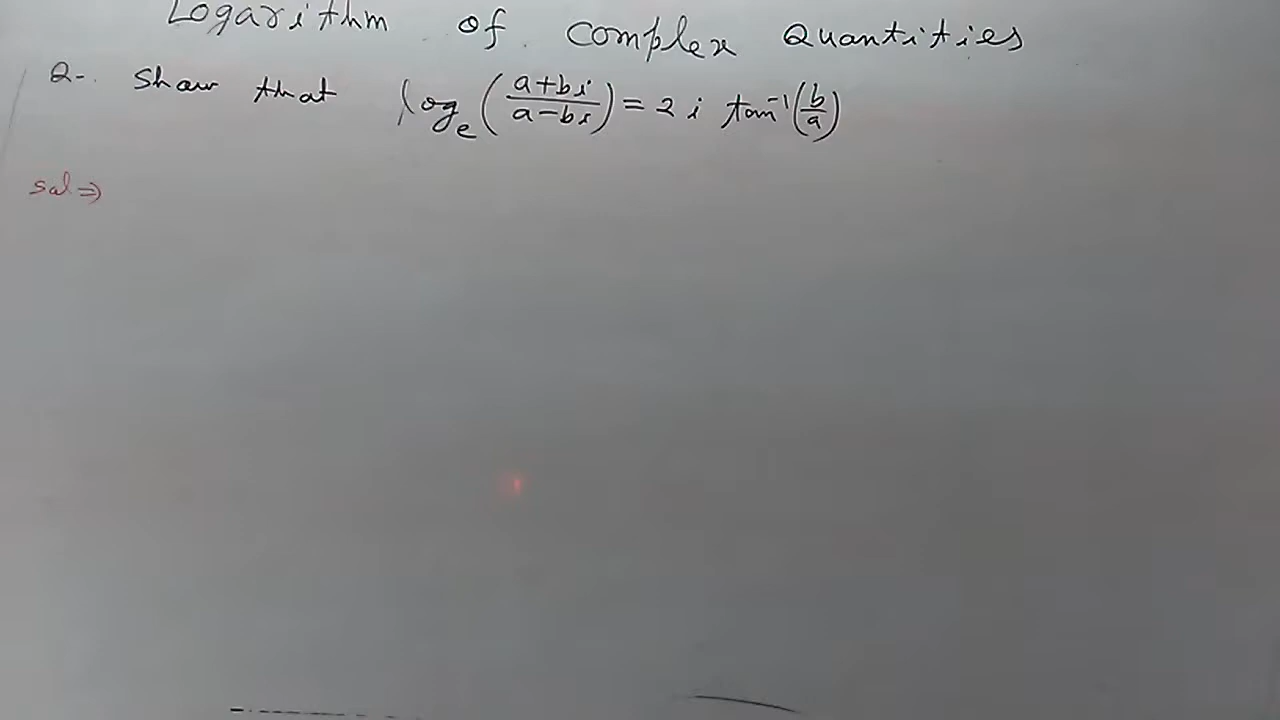 Logarithm of Complex Quantities
Q-. Show that log_e ((a+bi)/(a-bi)) = 2 i tan^-1 (b/a)
Sol ⇒